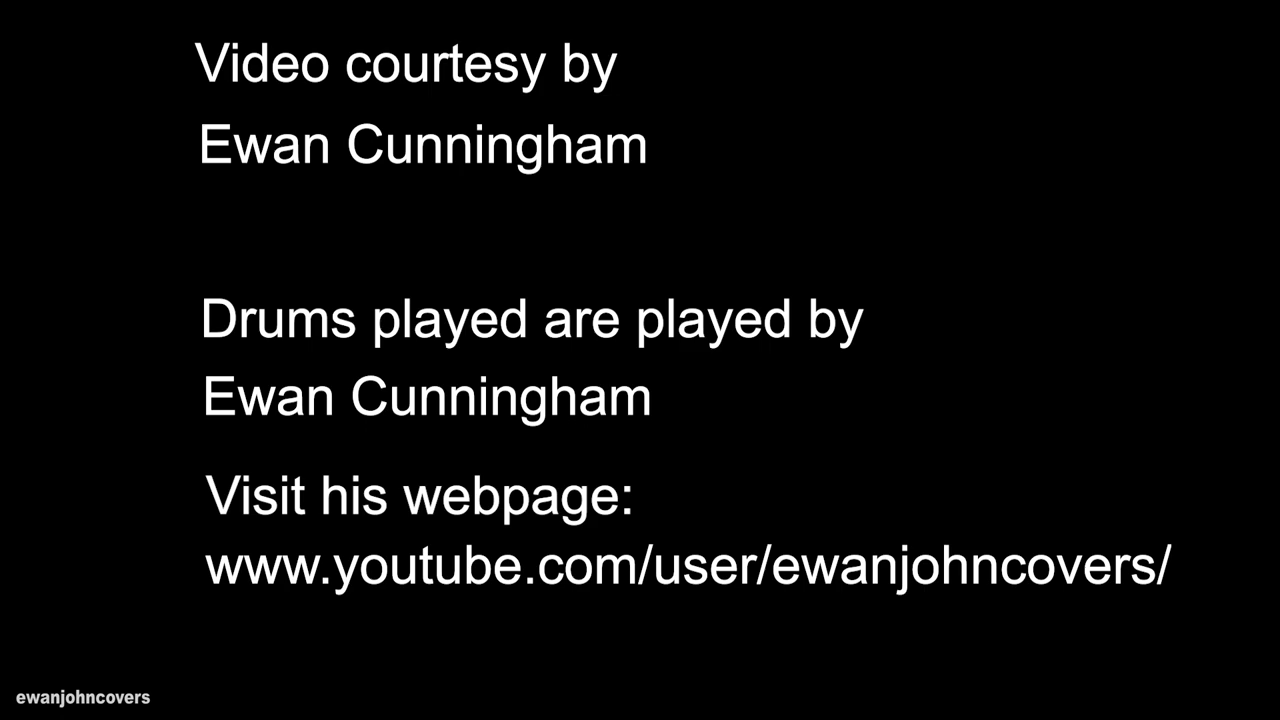 Video courtesy by
Ewan Cunningham
Drums played are played by
Ewan Cunningham
Visit his webpage:
www.youtube.com/user/ewanjohncovers/
ewanjohncovers